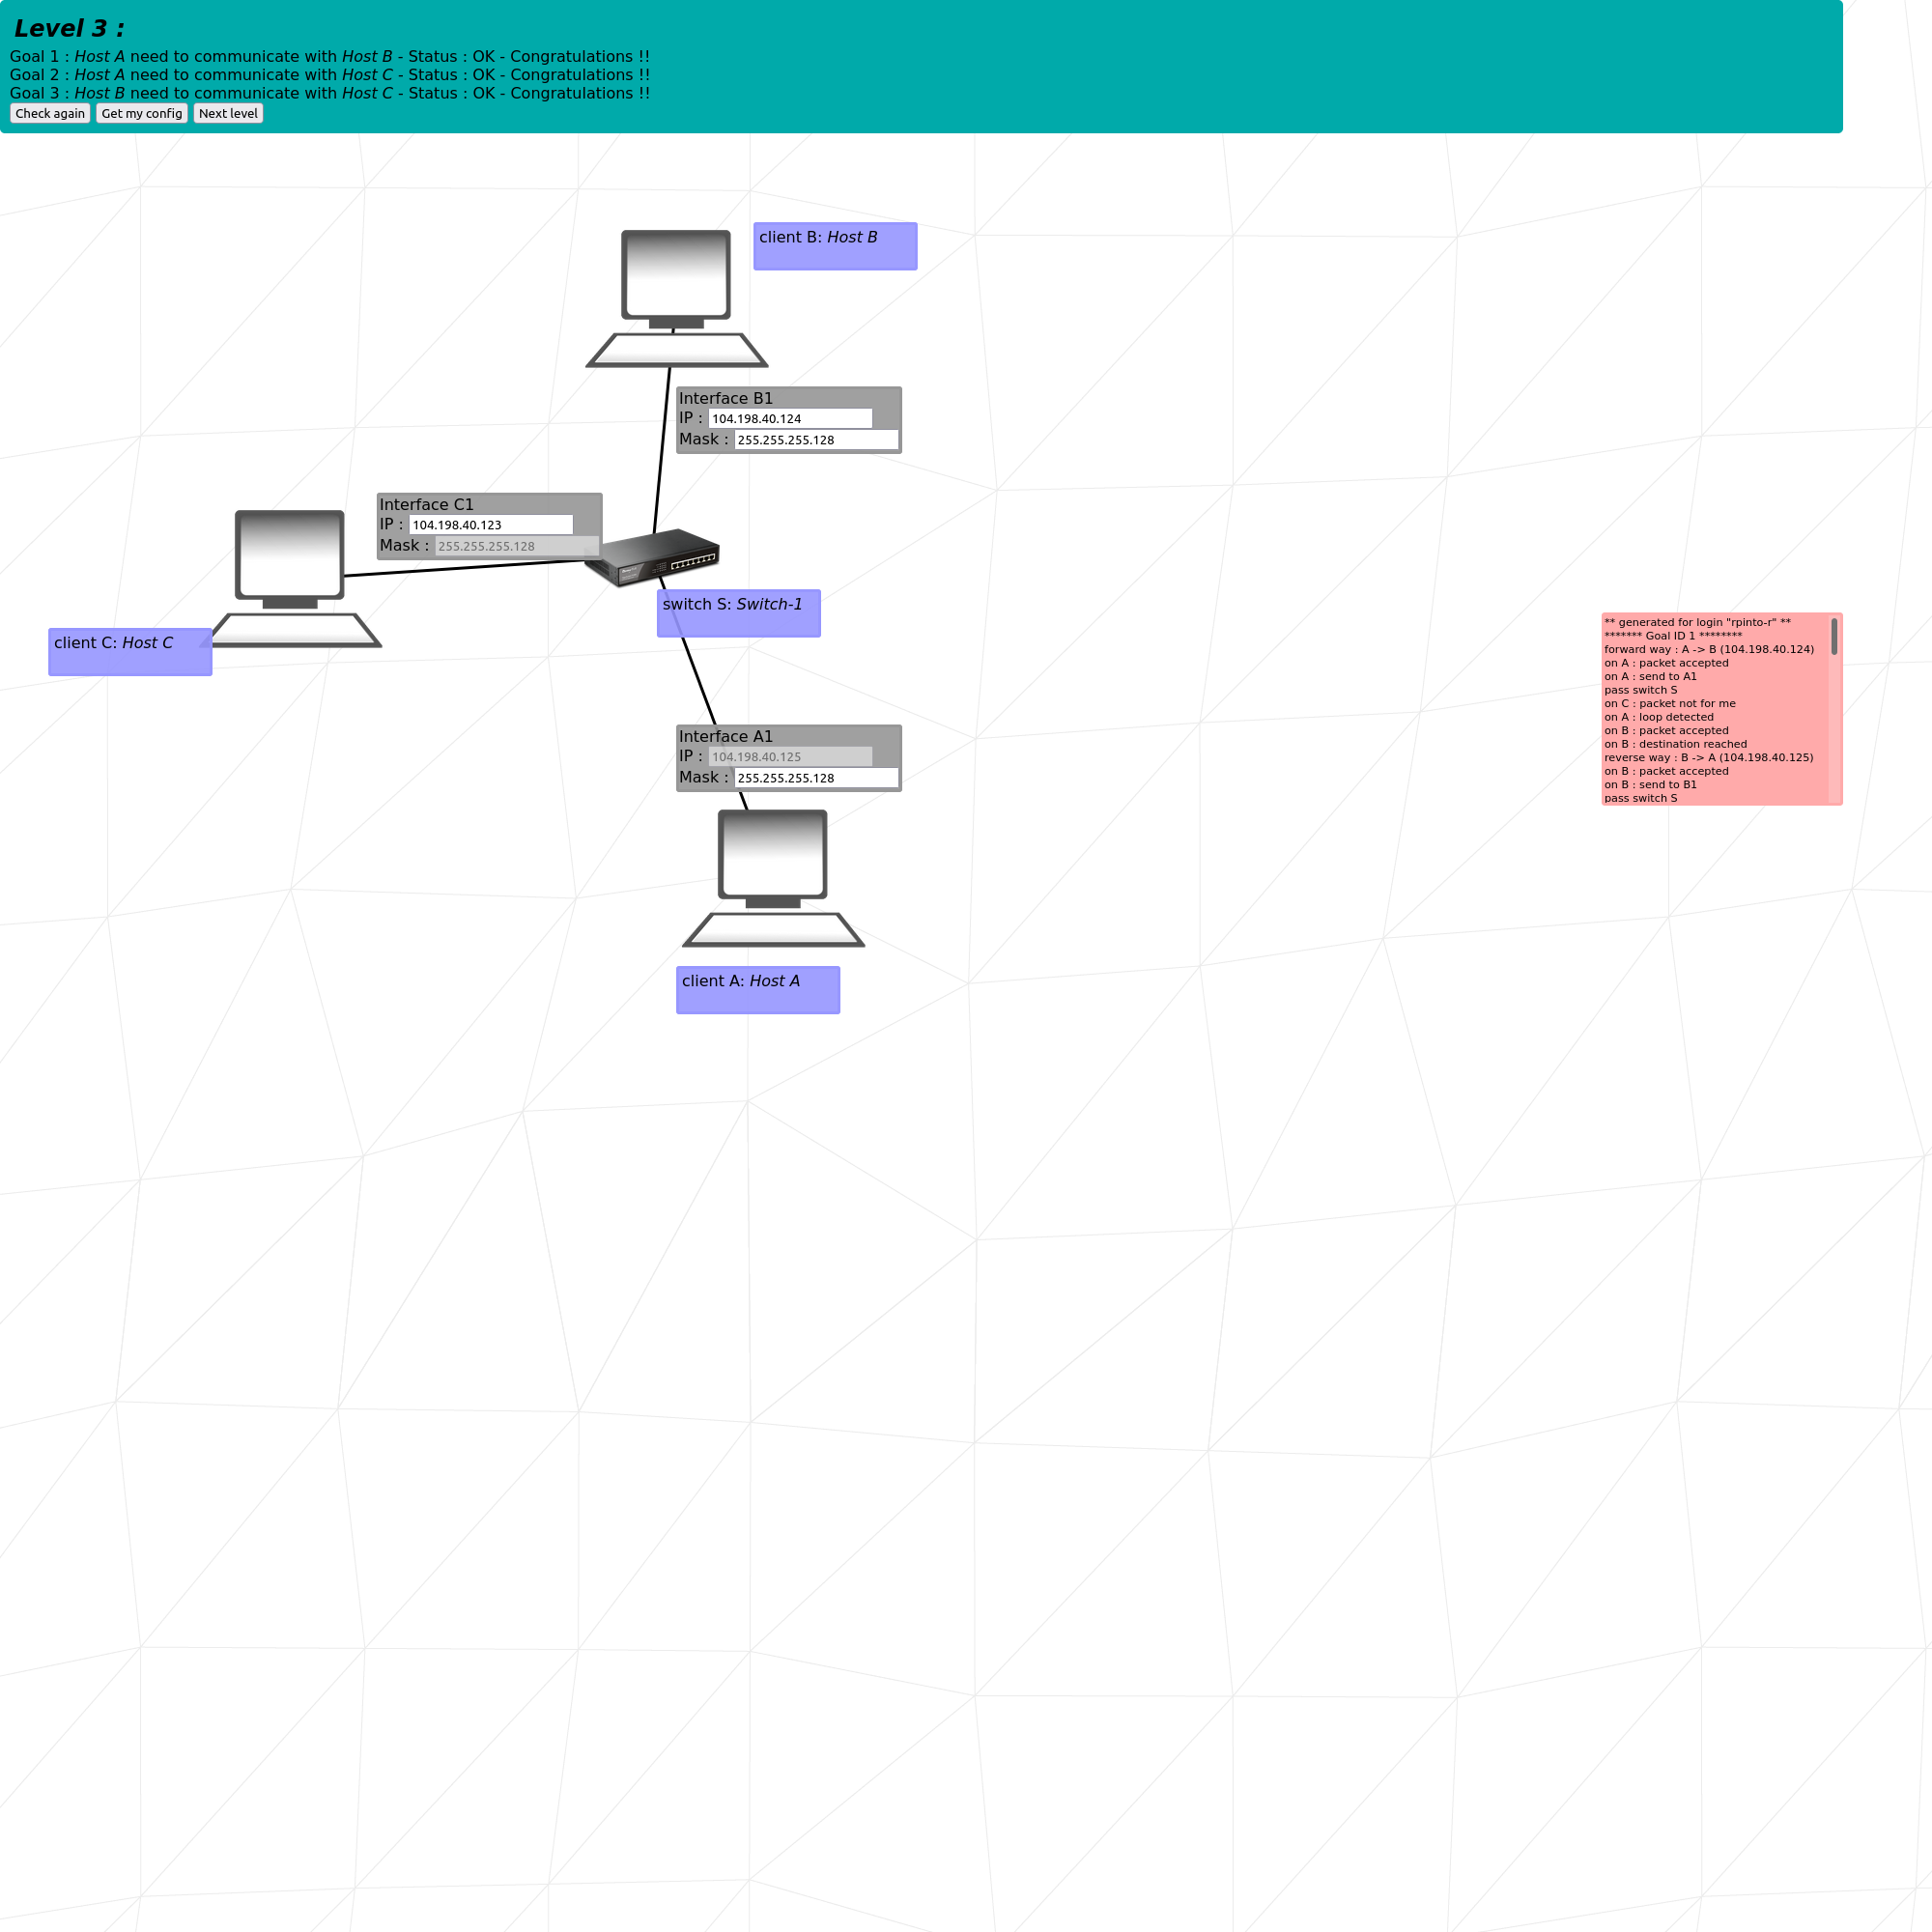 Level 3 :
Goal 1 : Host A need to communicate with Host B - Status : OK - Congratulations !!
Goal 2 : Host A need to communicate with Host C - Status : OK - Congratulations !!
Goal 3 : Host B need to communicate with Host C - Status : OK - Congratulations !!
Check again Get my config Next level
client B: Host B
Interface B1
IP : 104.198.40.124
Mask : 255.255.255.128
Interface C1
IP : 104.198.40.123
Mask : 255.255.255.128
switch S: Switch-1
client C: Host C
** generated for login "rpinto-r" **
******* Goal ID 1 ********
forward way : A -> B (104.198.40.124)
on A : packet accepted
on A : send to A1
pass switch S
on C : packet not for me
on A : loop detected
on B : packet accepted
on B : destination reached
reverse way : B -> A (104.198.40.125)
on B : packet accepted
on B : send to B1
pass switch S
Interface A1
IP : 104.198.40.125
Mask : 255.255.255.128
client A: Host A